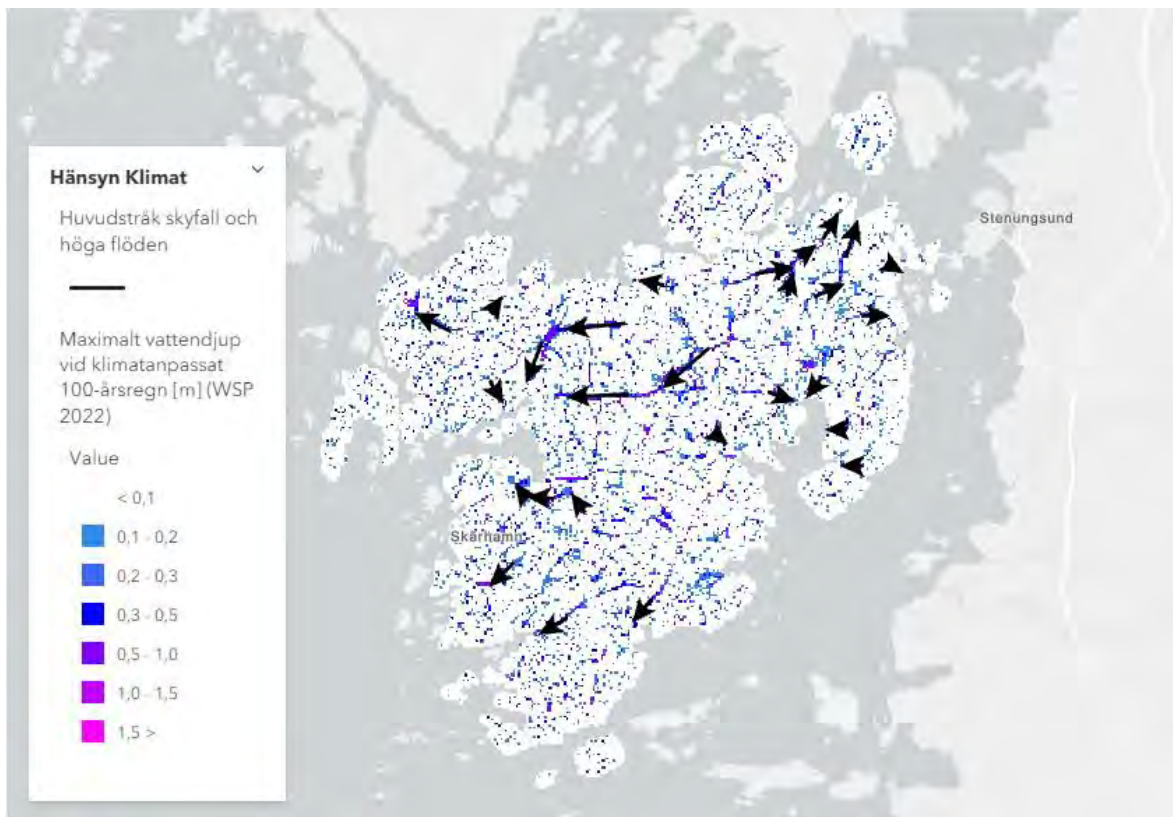 Hänsyn Klimat
Huvudstråk skyfall och
höga flöden
Maximalt vattendjup
vid klimatanpassat
100-årsregn [m] (WSP
2022)
Value
< 0,1
0,1 - 0,2
0,2 - 0,3
0,3 - 0,5
0,5 - 1,0
1,0 - 1,5
1,5 >
Stenungsund
Skärhamn